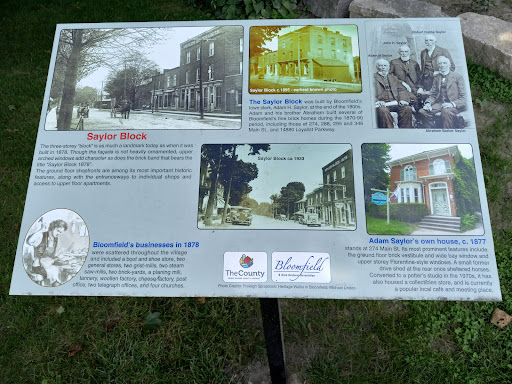 Saylor Block
The three-storey "block" is as much a landmark today as when it was
built in 1878. Though the façade is not heavily ornamented, upper
arched windows add character as does the brick band that bears the
title "Saylor Block 1878".
The ground floor shopfronts are among its most important historic
features, along with the entranceways to individual shops and
access to upper floor apartments.
Saylor Block c.1895 - earliest known photo
The Saylor Block was built by Bloomfield's
town clerk, Adam H. Saylor, at the end of the 1800s.
Adam and his brother Abraham built several of
Bloomfield's fine brick homes during the 1870-90
period, including those at 274, 288, 299 and 346
Main St., and 14990 Loyalist Parkway.
John H. Saylor
Adam H. Saylor
Robert Saylor
Abraham Saylor
Saylor Block ca 1933
Bloomfield's businesses in 1878
were scattered throughout the village
and included a boot and shoe store, two
general stores, two grist-mills, two steam
saw-mills, two brick-yards, a planing mill,
tannery, woollen factory, cheese factory, post
office, two telegraph offices, and four churches.
The County
Bloomfield
Adam Saylor's own house, c. 1877
stands at 274 Main St. Its most prominent features include
the ground floor brick vestibule and wide bay window and
upper storey Florentine-style windows. A small former
drive shed at the rear once sheltered horses.
Converted to a potter's studio in the 1970s, it has
also housed a collectibles store, and is currently
a popular local café and meeting place.